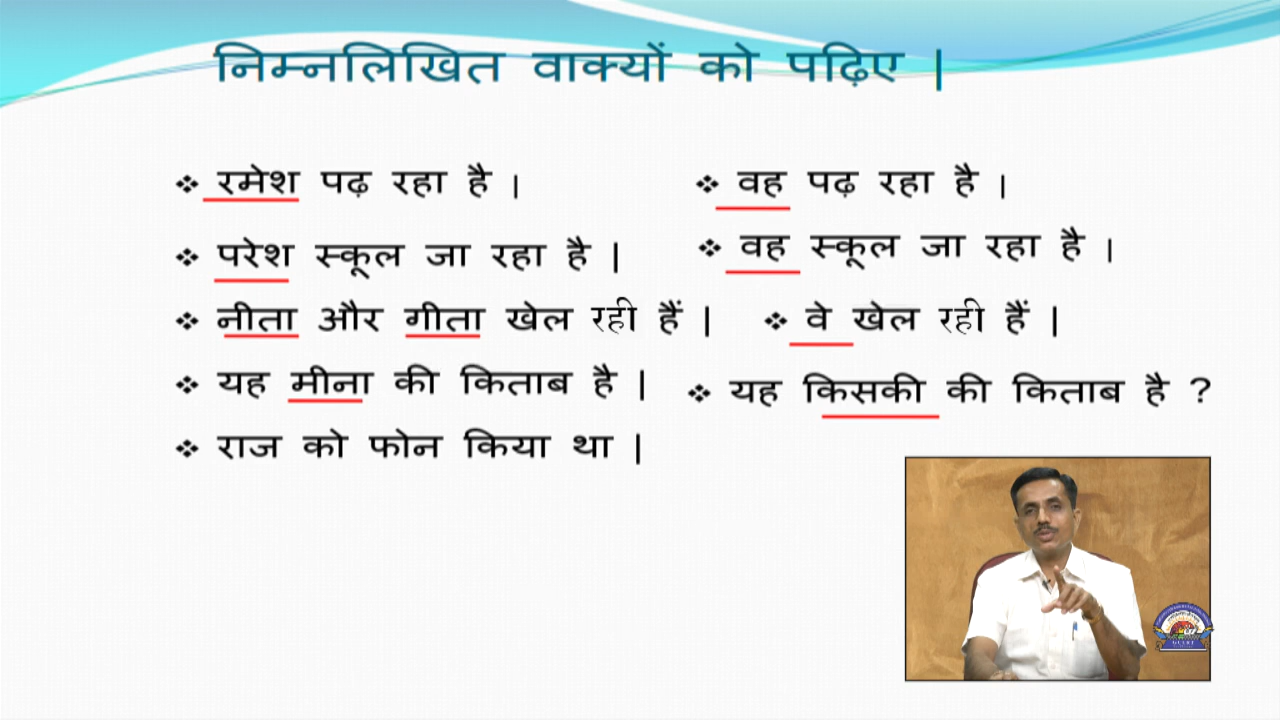 निम्नलिखित वाक्यों को पढ़िए |
❖ रमेश पढ़ रहा है ।
❖ वह पढ़ रहा है ।
❖ परेश स्कूल जा रहा है |
❖ वह स्कूल जा रहा है ।
❖ नीता और गीता खेल रही हैं |
❖ वे खेल रही हैं |
❖ यह मीना की किताब है |
❖ यह किसकी की किताब है ?
❖ राज को फोन किया था |